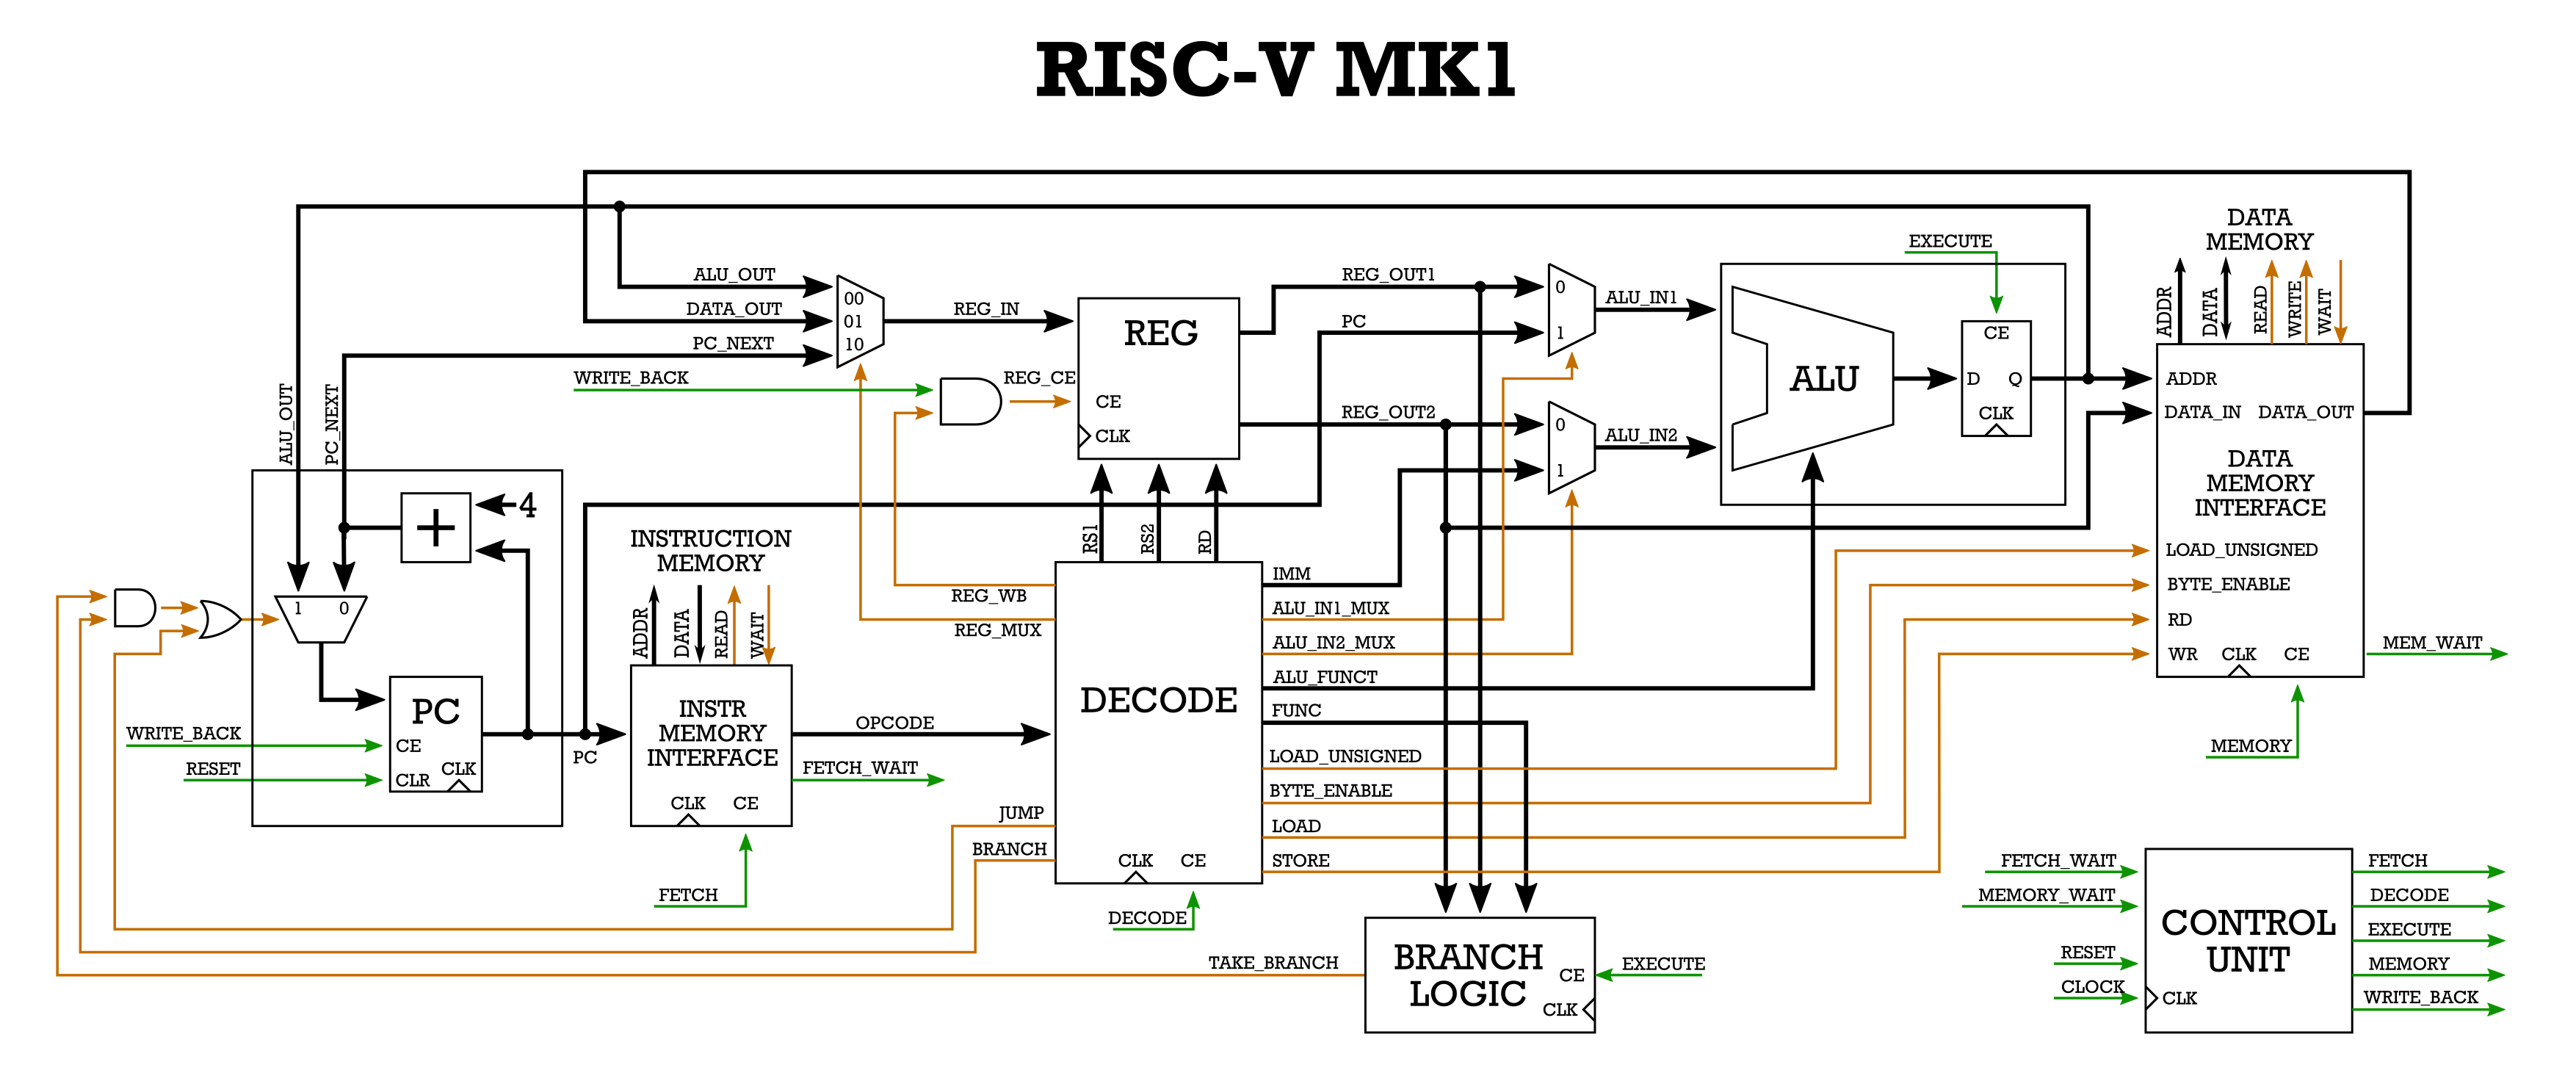 RISC-V MK1
DATA
MEMORY
EXECUTE
ALU_OUT
DATA_OUT
PC_NEXT
00
01
10
REG_IN
REG
REG_OUT1
PC
0
1
ALU_IN1
ADDR
DATA
READ
WRITE
WAIT
WRITE_BACK
REG_CE
CE
CLK
REG_OUT2
0
1
ALU_IN2
ALU
CE
D
Q
CLK
ADDR
DATA_IN
DATA_OUT
DATA
MEMORY
INTERFACE
LOAD_UNSIGNED
BYTE_ENABLE
RD
WR
CLK
CE
MEM_WAIT
MEMORY
ALU_OUT
PC_NEXT
4
+
1
0
PC
CE
CLR
CLK
WRITE_BACK
RESET
PC
INSTRUCTION
MEMORY
ADDR
DATA
READ
WAIT
INSTR
MEMORY
INTERFACE
CLK
CE
OPCODE
FETCH_WAIT
FETCH
RS1
RS2
RD
REG_WB
REG_MUX
JUMP
BRANCH
DECODE
CLK
CE
DECODE
IMM
ALU_IN1_MUX
ALU_IN2_MUX
ALU_FUNCT
FUNC
LOAD_UNSIGNED
BYTE_ENABLE
LOAD
STORE
TAKE_BRANCH
BRANCH
LOGIC
CE
CLK
EXECUTE
FETCH_WAIT
MEMORY_WAIT
RESET
CLOCK
CONTROL
UNIT
CLK
FETCH
DECODE
EXECUTE
MEMORY
WRITE_BACK